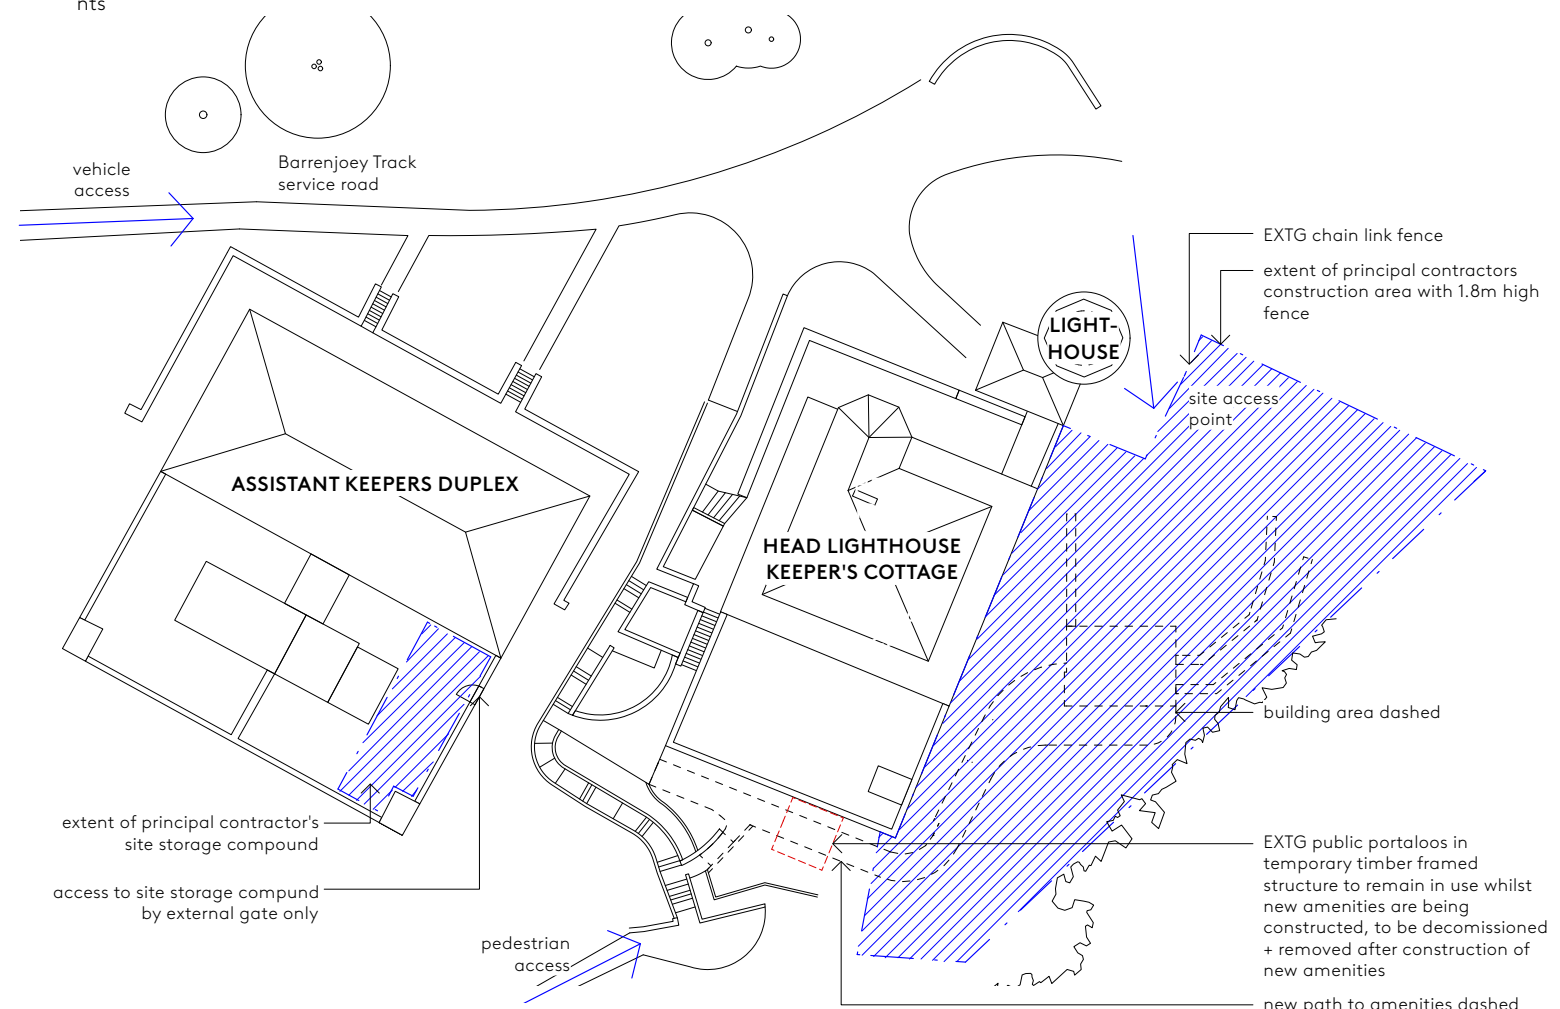 nts
vehicle
access
Barrenjoey Track
service road
EXTG chain link fence
extent of principal contractors
construction area with 1.8m high
fence
LIGHT-
HOUSE
site access
point
ASSISTANT KEEPERS DUPLEX
HEAD LIGHTHOUSE
KEEPER'S COTTAGE
building area dashed
extent of principal contractor's
site storage compound
access to site storage compund
by external gate only
pedestrian
access
EXTG public portaloos in
temporary timber framed
structure to remain in use whilst
new amenities are being
constructed, to be decomissioned
+ removed after construction of
new amenities
new path to amenities dashed